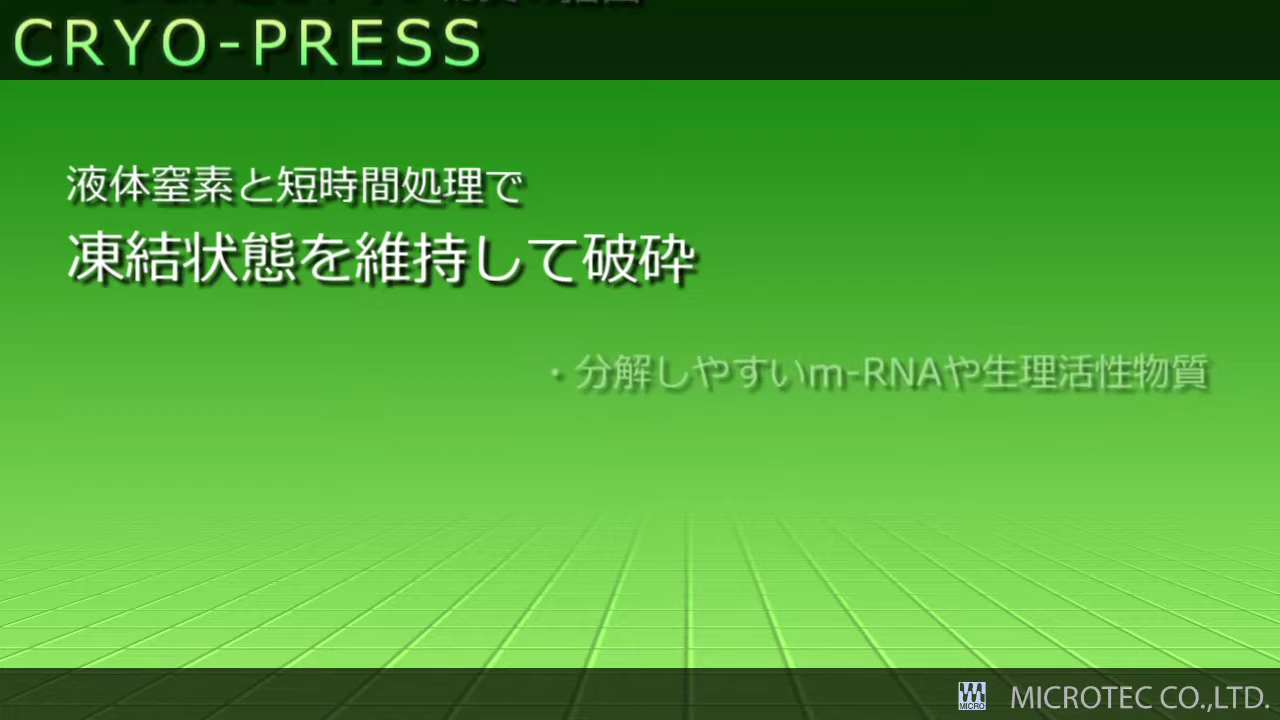 CRYO-PRESS
液体窒素と短時間処理で
凍結状態を維持して破砕
・分解しやすいm-RNAや生理活性物質
MICRO
MICROTEC CO.,LTD.